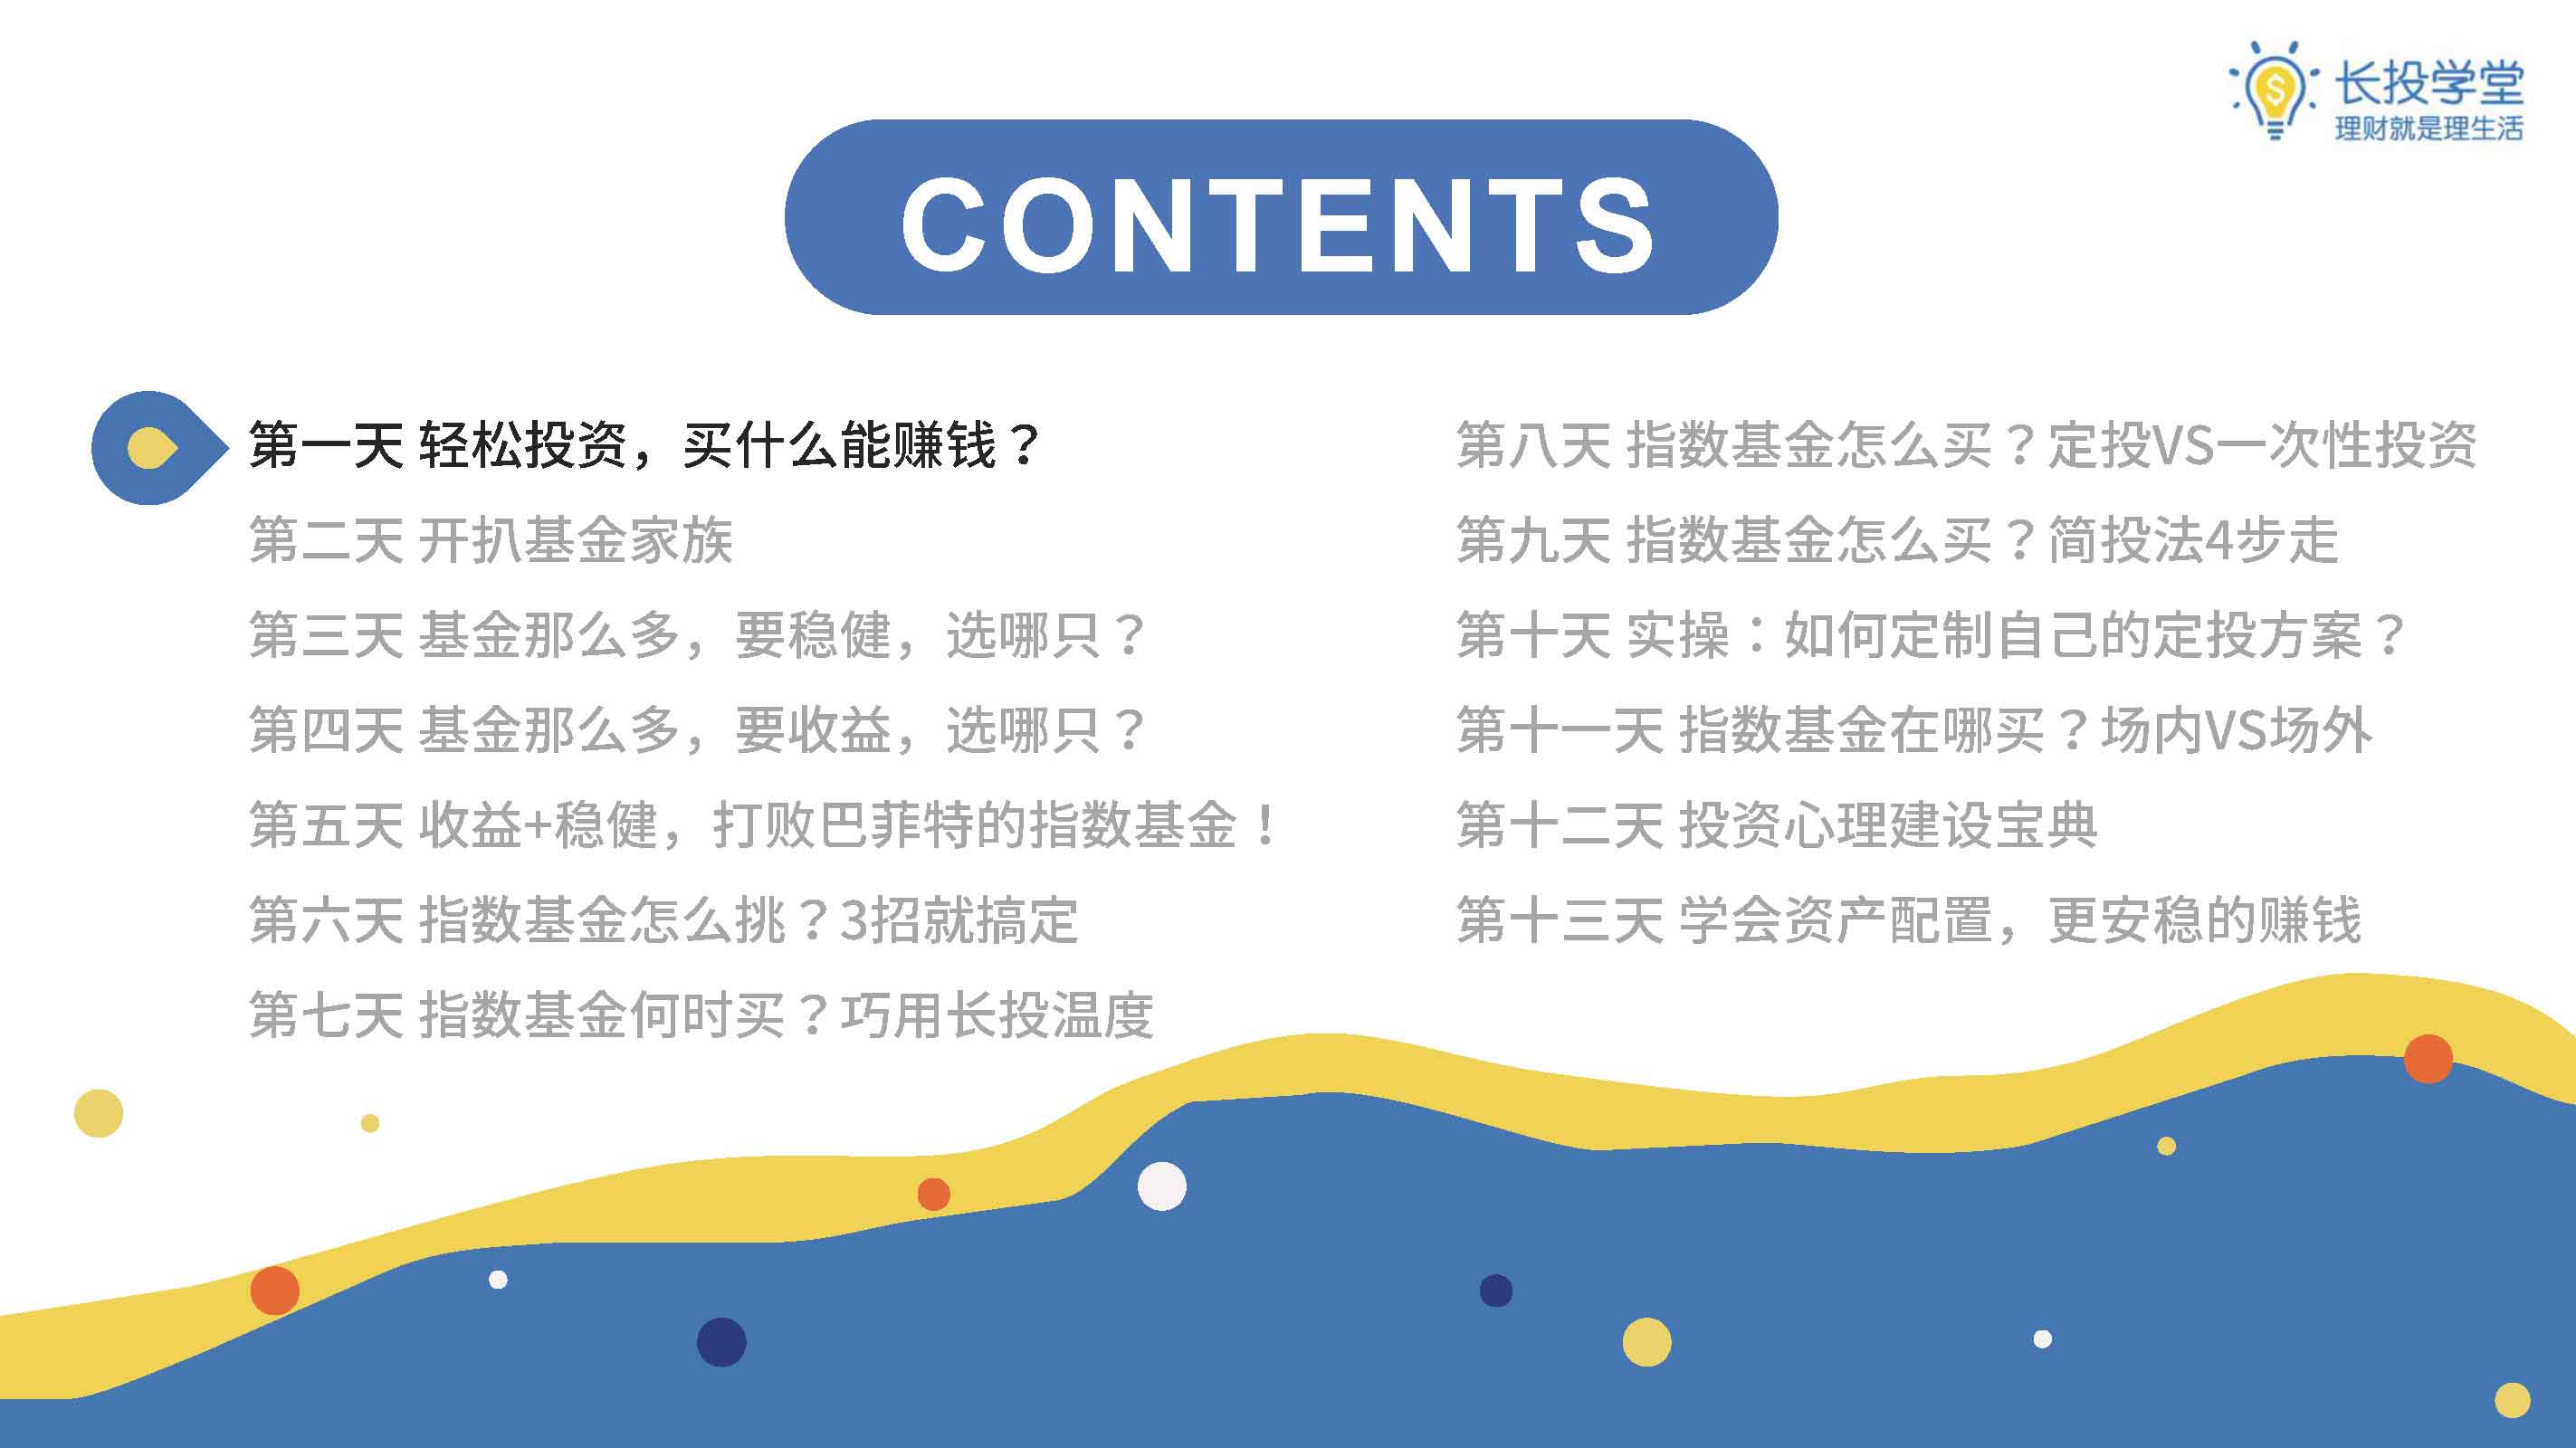 长投学堂
理财就是理生活
CONTENTS
第一天 轻松投资，买什么能赚钱？
第二天 开扒基金家族
第三天 基金那么多，要稳健，选哪只？
第四天 基金那么多，要收益，选哪只？
第五天 收益+稳健，打败巴菲特的指数基金！
第六天 指数基金怎么挑？3招就搞定
第七天 指数基金何时买？巧用长投温度
第八天 指数基金怎么买？定投VS一次性投资
第九天 指数基金怎么买？简投法4步走
第十天 实操：如何定制自己的定投方案？
第十一天 指数基金在哪买？场内VS场外
第十二天 投资心理建设宝典
第十三天 学会资产配置，更安稳的赚钱